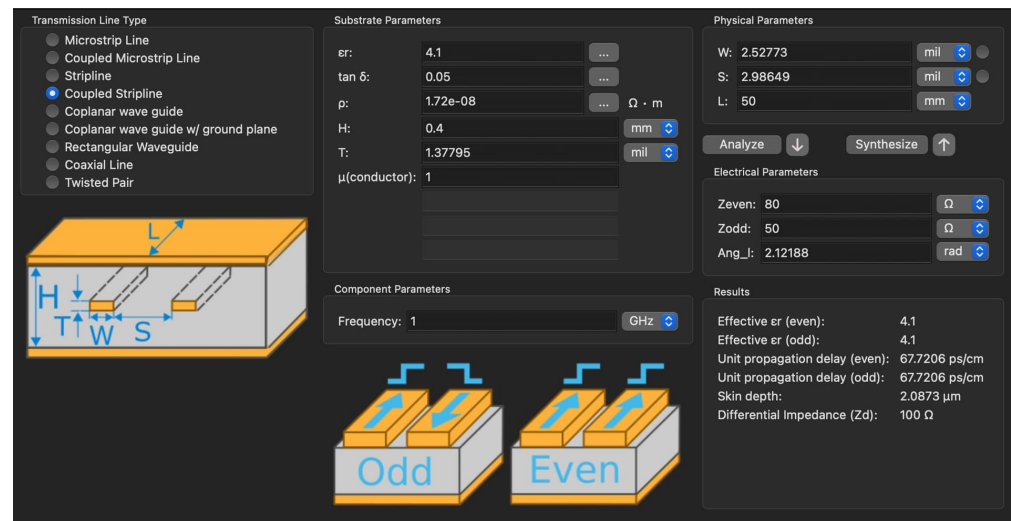 Transmission Line Type
Microstrip Line
Coupled Microstrip Line
Stripline
Coupled Stripline
Coplanar wave guide
Coplanar wave guide w/ ground plane
Rectangular Waveguide
Coaxial Line
Twisted Pair
L
H
T
W
S
Substrate Parameters
εr: 4.1 ...
tan δ: 0.05 ...
ρ: 1.72e-08 ... Ω · m
H: 0.4 mm
T: 1.37795 mil
μ(conductor): 1
Component Parameters
Frequency: 1 GHz
Odd
Even
Physical Parameters
W: 2.52773 mil
S: 2.98649 mil
L: 50 mm
Analyze ↓ Synthesize ↑
Electrical Parameters
Zeven: 80 Ω
Zodd: 50 Ω
Ang_l: 2.12188 rad
Results
Effective εr (even): 4.1
Effective εr (odd): 4.1
Unit propagation delay (even): 67.7206 ps/cm
Unit propagation delay (odd): 67.7206 ps/cm
Skin depth: 2.0873 μm
Differential Impedance (Zd): 100 Ω